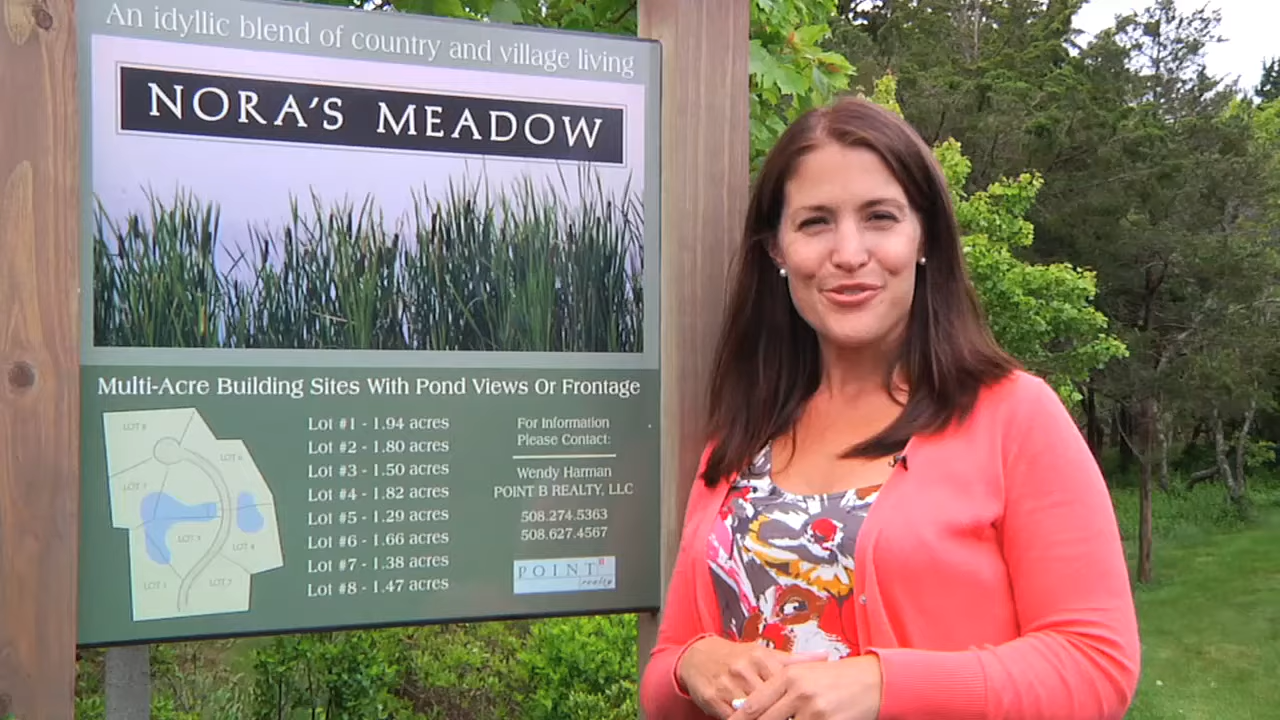 An idyllic blend of country and village living
NORA'S MEADOW
Multi-Acre Building Sites With Pond Views Or Frontage
Lot #1 - 1.94 acres
Lot #2 - 1.80 acres
Lot #3 - 1.50 acres
Lot #4 - 1.82 acres
Lot #5 - 1.29 acres
Lot #6 - 1.66 acres
Lot #7 - 1.38 acres
Lot #8 - 1.47 acres
For Information
Please Contact:
Wendy Harman
POINT B REALTY, LLC
508.274.5363
508.627.4567
POINT B
realty